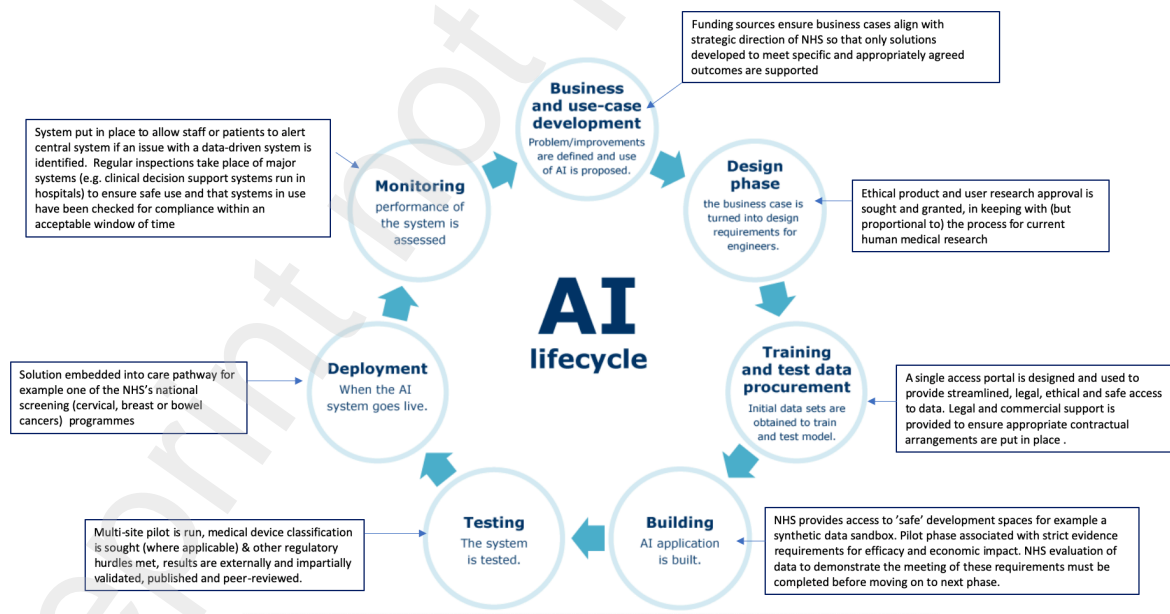 Funding sources ensure business cases align with
strategic direction of NHS so that only solutions
developed to meet specific and appropriately agreed
outcomes are supported
Business
and use-case
development
Problem/improvements
are defined and use
of AI is proposed.
System put in place to allow staff or patients to alert
central system if an issue with a data-driven system is
identified.  Regular inspections take place of major
systems (e.g. clinical decision support systems run in
hospitals) to ensure safe use and that systems in use
have been checked for compliance within an
acceptable window of time
Monitoring
performance of
the system is
assessed
Design
phase
the business case is
turned into design
requirements for
engineers.
Ethical product and user research approval is
sought and granted, in keeping with (but
proportional to) the process for current
human medical research
AI
lifecycle
Deployment
When the AI
system goes live.
Solution embedded into care pathway for
example one of the NHS's national
screening (cervical, breast or bowel
cancers)  programmes
Training
and test data
procurement
Initial data sets are
obtained to train
and test model.
A single access portal is designed and used to
provide streamlined, legal, ethical and safe access
to data. Legal and commercial support is
provided to ensure appropriate contractual
arrangements are put in place .
Testing
The system
is tested.
Multi-site pilot is run, medical device classification
is sought (where applicable) & other regulatory
hurdles met, results are externally and impartially
validated, published and peer-reviewed.
Building
AI application
is built.
NHS provides access to 'safe' development spaces for example a
synthetic data sandbox. Pilot phase associated with strict evidence
requirements for efficacy and economic impact. NHS evaluation of
data to demonstrate the meeting of these requirements must be
completed before moving on to next phase.
eprint not